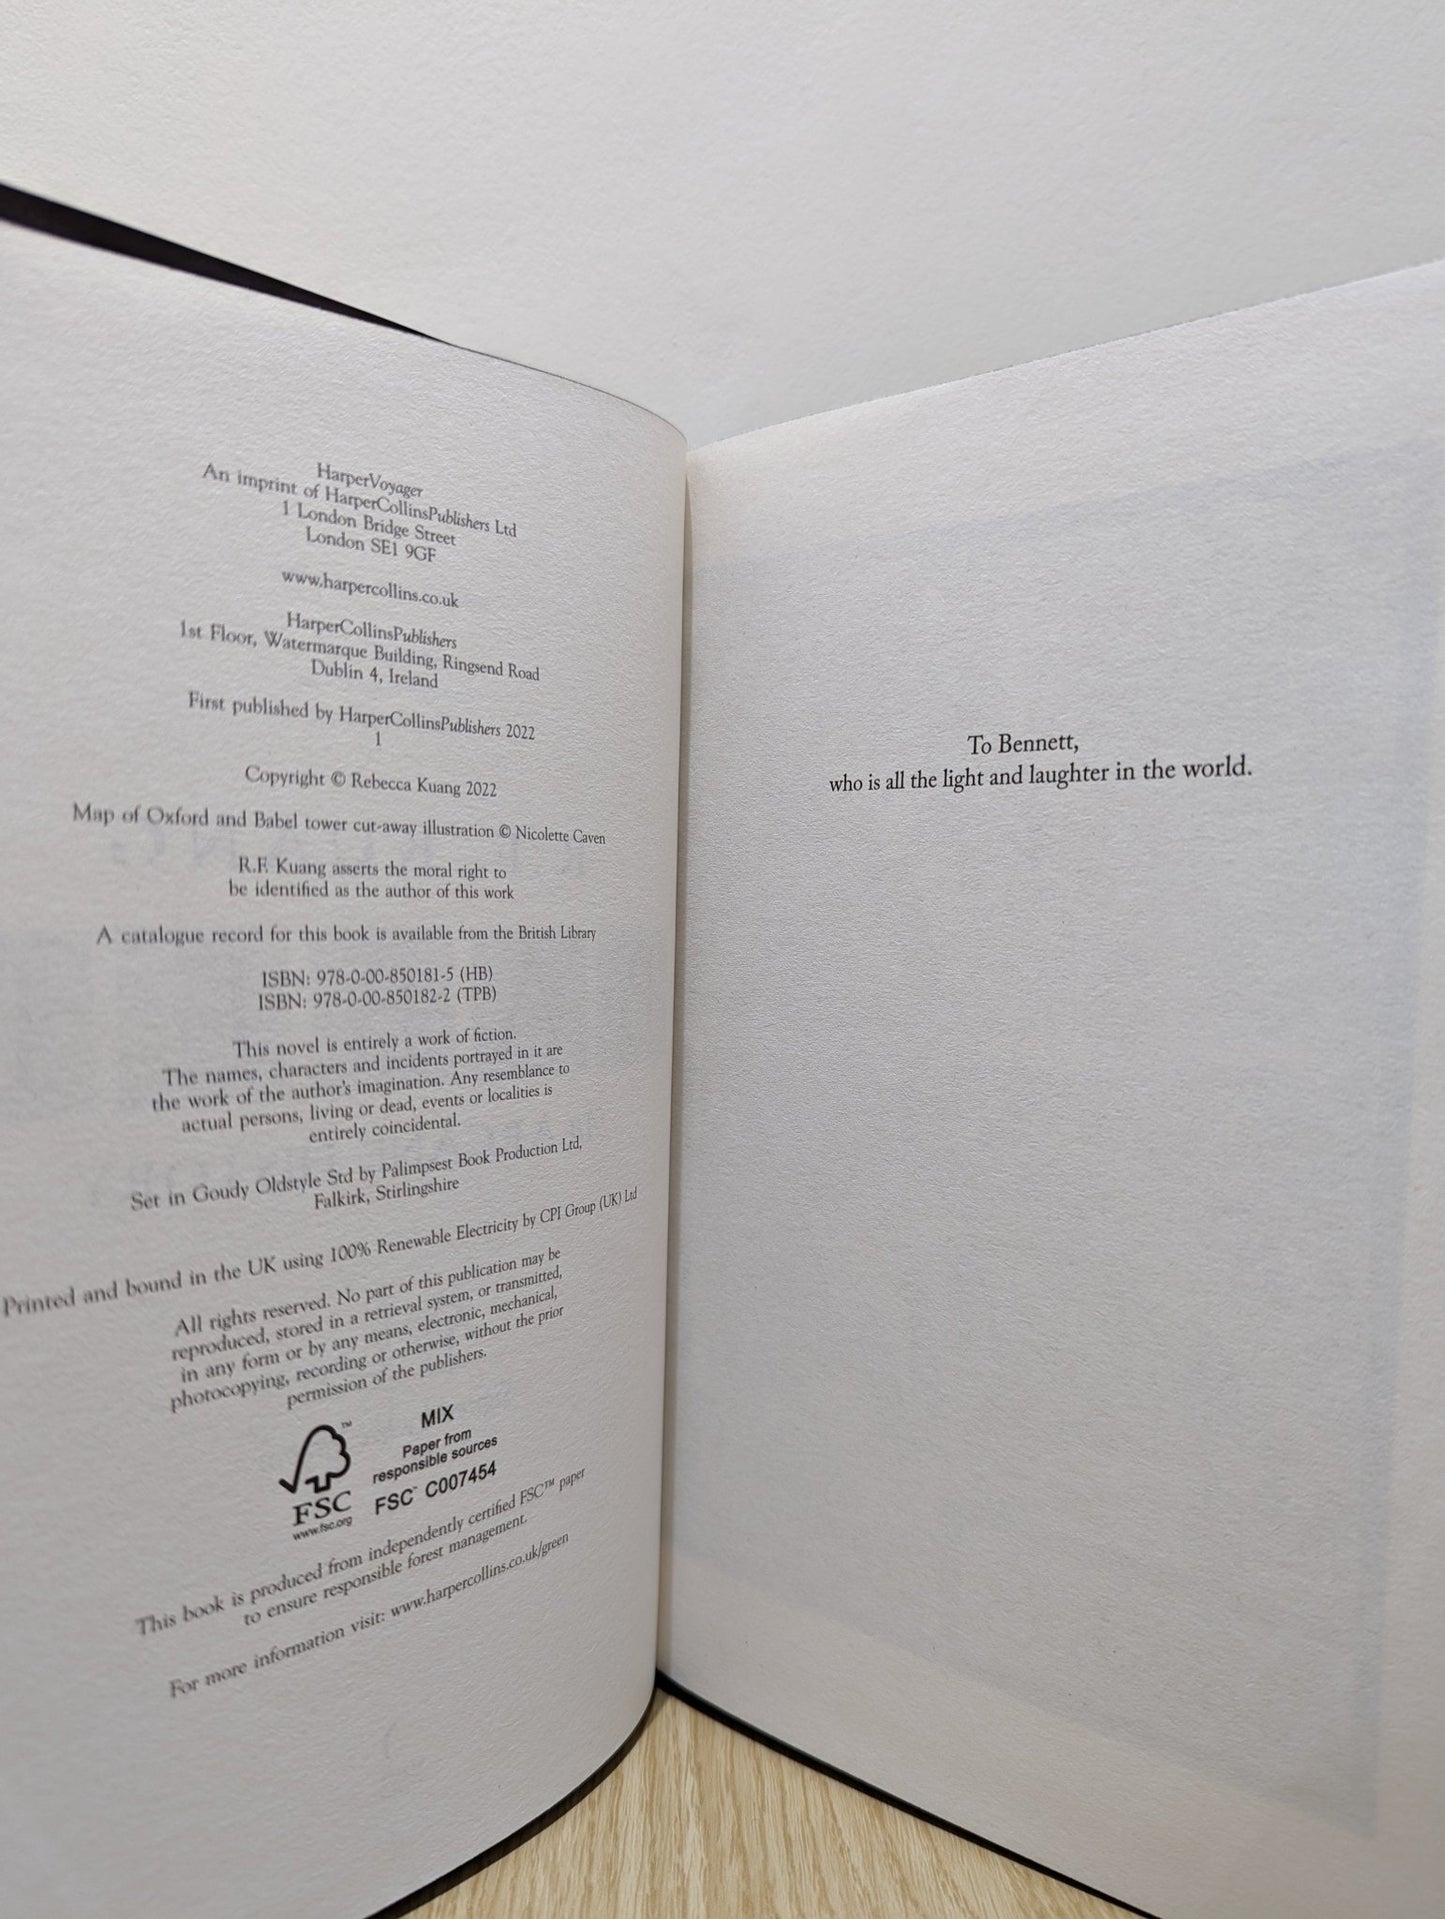 HarperVoyager
An imprint of HarperCollinsPublishers Ltd
1 London Bridge Street
London SE1 9GF
www.harpercollins.co.uk
HarperCollinsPublishers
1st Floor, Watermarque Building, Ringsend Road
Dublin 4, Ireland
First published by HarperCollinsPublishers 2022
1
Copyright © Rebecca Kuang 2022
Map of Oxford and Babel tower cut-away illustration © Nicolette Caven
R.F. Kuang asserts the moral right to
be identified as the author of this work
A catalogue record for this book is available from the British Library
ISBN: 978-0-00-850181-5 (HB)
ISBN: 978-0-00-850182-2 (TPB)
This novel is entirely a work of fiction.
The names, characters and incidents portrayed in it are
the work of the author's imagination. Any resemblance to
actual persons, living or dead, events or localities is
entirely coincidental.
Set in Goudy Oldstyle Std by Palimpsest Book Production Ltd,
Falkirk, Stirlingshire
Printed and bound in the UK using 100% Renewable Electricity by CPI Group (UK) Ltd
All rights reserved. No part of this publication may be
reproduced, stored in a retrieval system, or transmitted,
in any form or by any means, electronic, mechanical,
photocopying, recording or otherwise, without the prior
permission of the publishers.
™
FSC
www.fsc.org
MIX
Paper from
responsible sources
FSC™ C007454
This book is produced from independently certified FSC™ paper
to ensure responsible forest management.
For more information visit: www.harpercollins.co.uk/green
To Bennett,
who is all the light and laughter in the world.